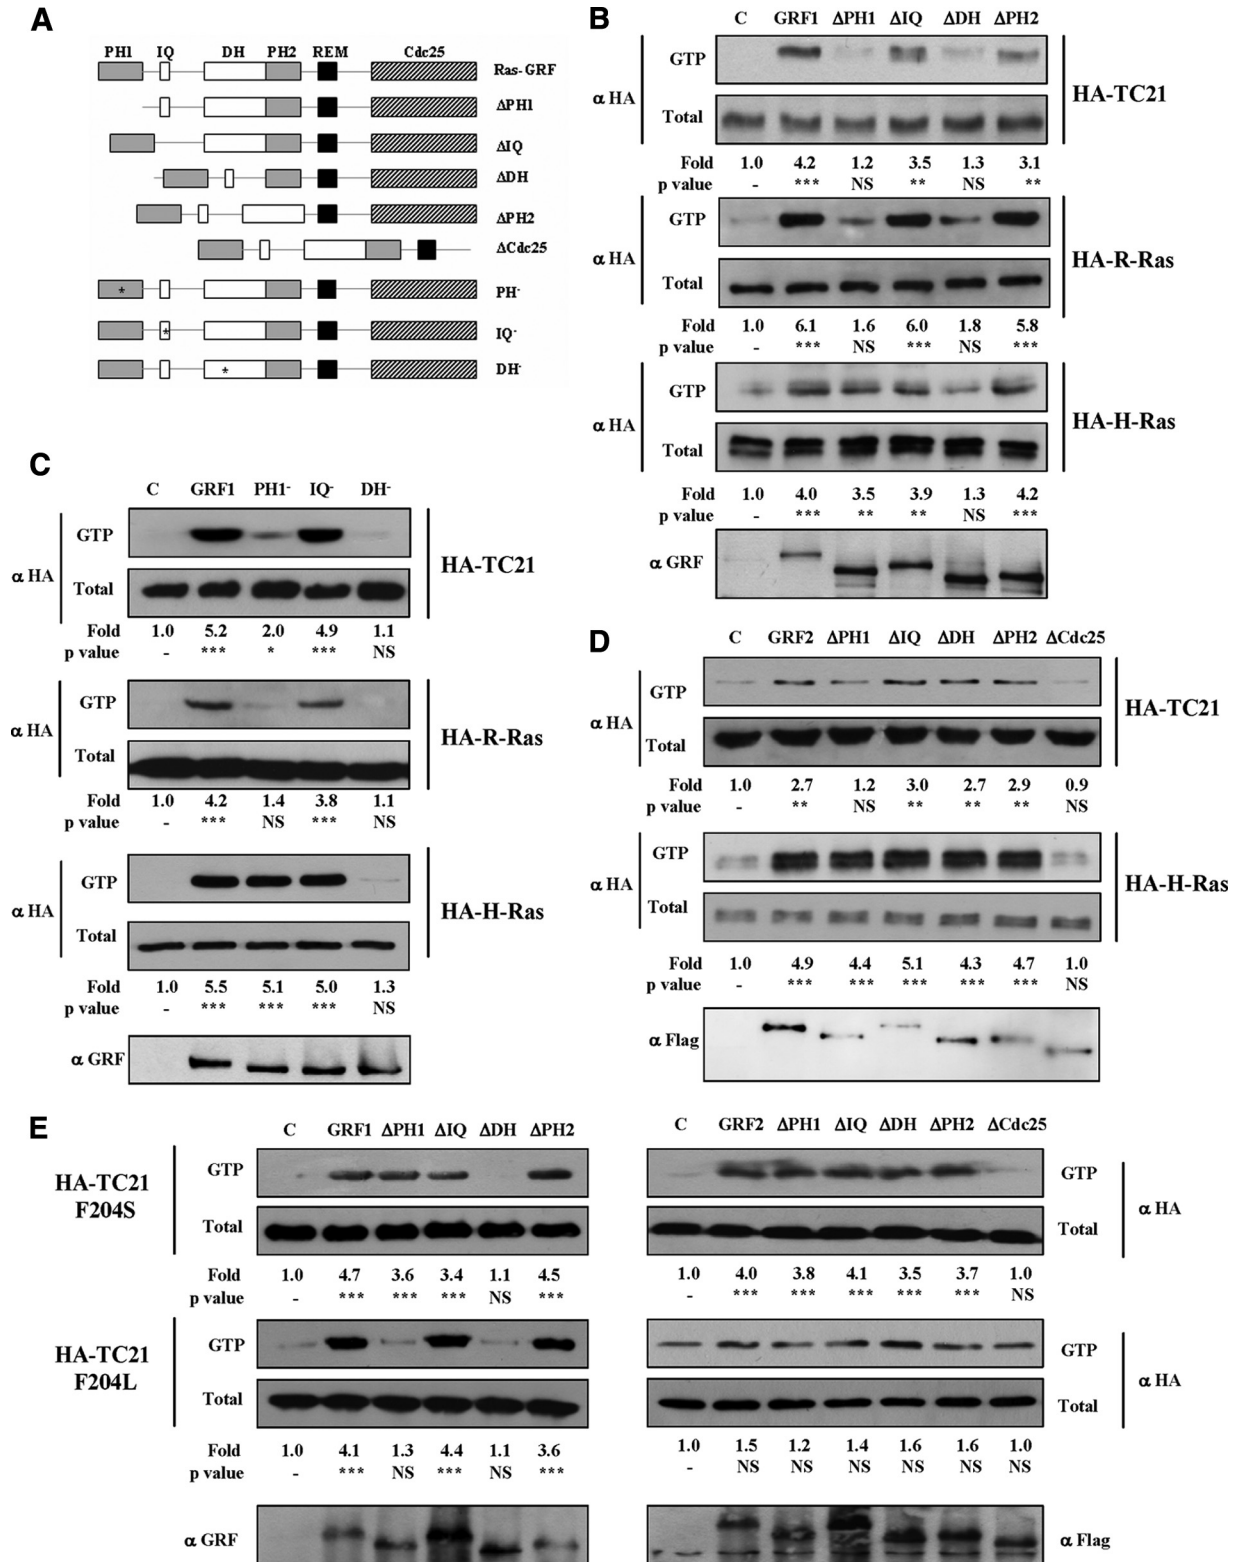 A
PH1 IQ DH PH2 REM Cdc25
Ras-GRF
ΔPH1
ΔIQ
ΔDH
ΔPH2
ΔCdc25
* PH-
* IQ-
* DH-
B
C GRF1 ΔPH1 ΔIQ ΔDH ΔPH2
GTP
α HA
HA-TC21
Total
Fold 1.0 4.2 1.2 3.5 1.3 3.1
p value - *** NS ** NS **
GTP
α HA
HA-R-Ras
Total
Fold 1.0 6.1 1.6 6.0 1.8 5.8
p value - *** NS *** NS ***
GTP
α HA
HA-H-Ras
Total
Fold 1.0 4.0 3.5 3.9 1.3 4.2
p value - *** ** ** NS ***
α GRF
C
C GRF1 PH1- IQ- DH-
GTP
α HA
HA-TC21
Total
Fold 1.0 5.2 2.0 4.9 1.1
p value - *** * *** NS
GTP
α HA
HA-R-Ras
Total
Fold 1.0 4.2 1.4 3.8 1.1
p value - *** NS *** NS
GTP
α HA
HA-H-Ras
Total
Fold 1.0 5.5 5.1 5.0 1.3
p value - *** *** *** NS
α GRF
D
C GRF2 ΔPH1 ΔIQ ΔDH ΔPH2 ΔCdc25
GTP
α HA
HA-TC21
Total
Fold 1.0 2.7 1.2 3.0 2.7 2.9 0.9
p value - ** NS ** ** ** NS
GTP
α HA
HA-H-Ras
Total
Fold 1.0 4.9 4.4 5.1 4.3 4.7 1.0
p value - *** *** *** *** *** NS
α Flag
E
C GRF1 ΔPH1 ΔIQ ΔDH ΔPH2
HA-TC21
F204S
GTP
Total
Fold 1.0 4.7 3.6 3.4 1.1 4.5
p value - *** *** *** NS ***
HA-TC21
F204L
GTP
Total
Fold 1.0 4.1 1.3 4.4 1.1 3.6
p value - *** NS *** NS ***
α GRF
C GRF2 ΔPH1 ΔIQ ΔDH ΔPH2 ΔCdc25
GTP
α HA
Total
1.0 4.0 3.8 4.1 3.5 3.7 1.0
- *** *** *** *** *** NS
GTP
α HA
Total
1.0 1.5 1.2 1.4 1.6 1.6 1.0
- NS NS NS NS NS NS
α Flag